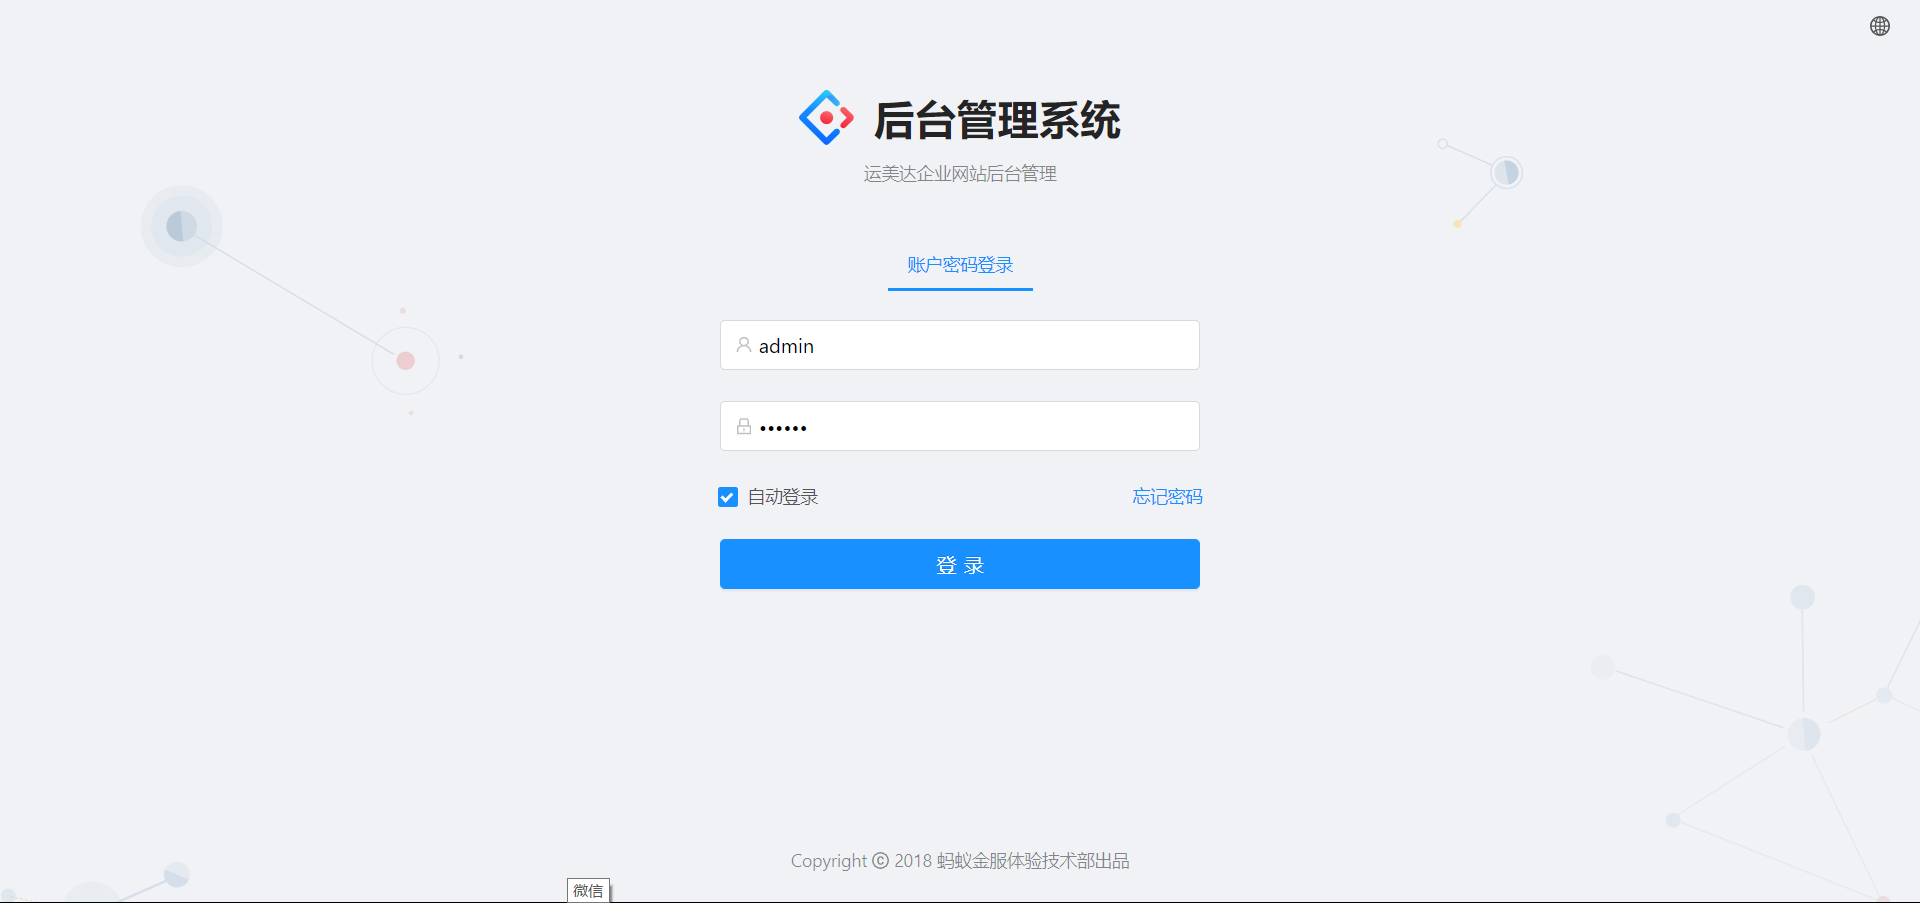 后台管理系统
运美达企业网站后台管理
账户密码登录
admin
••••••
自动登录
忘记密码
登 录
Copyright © 2018 蚂蚁金服体验技术部出品
微信